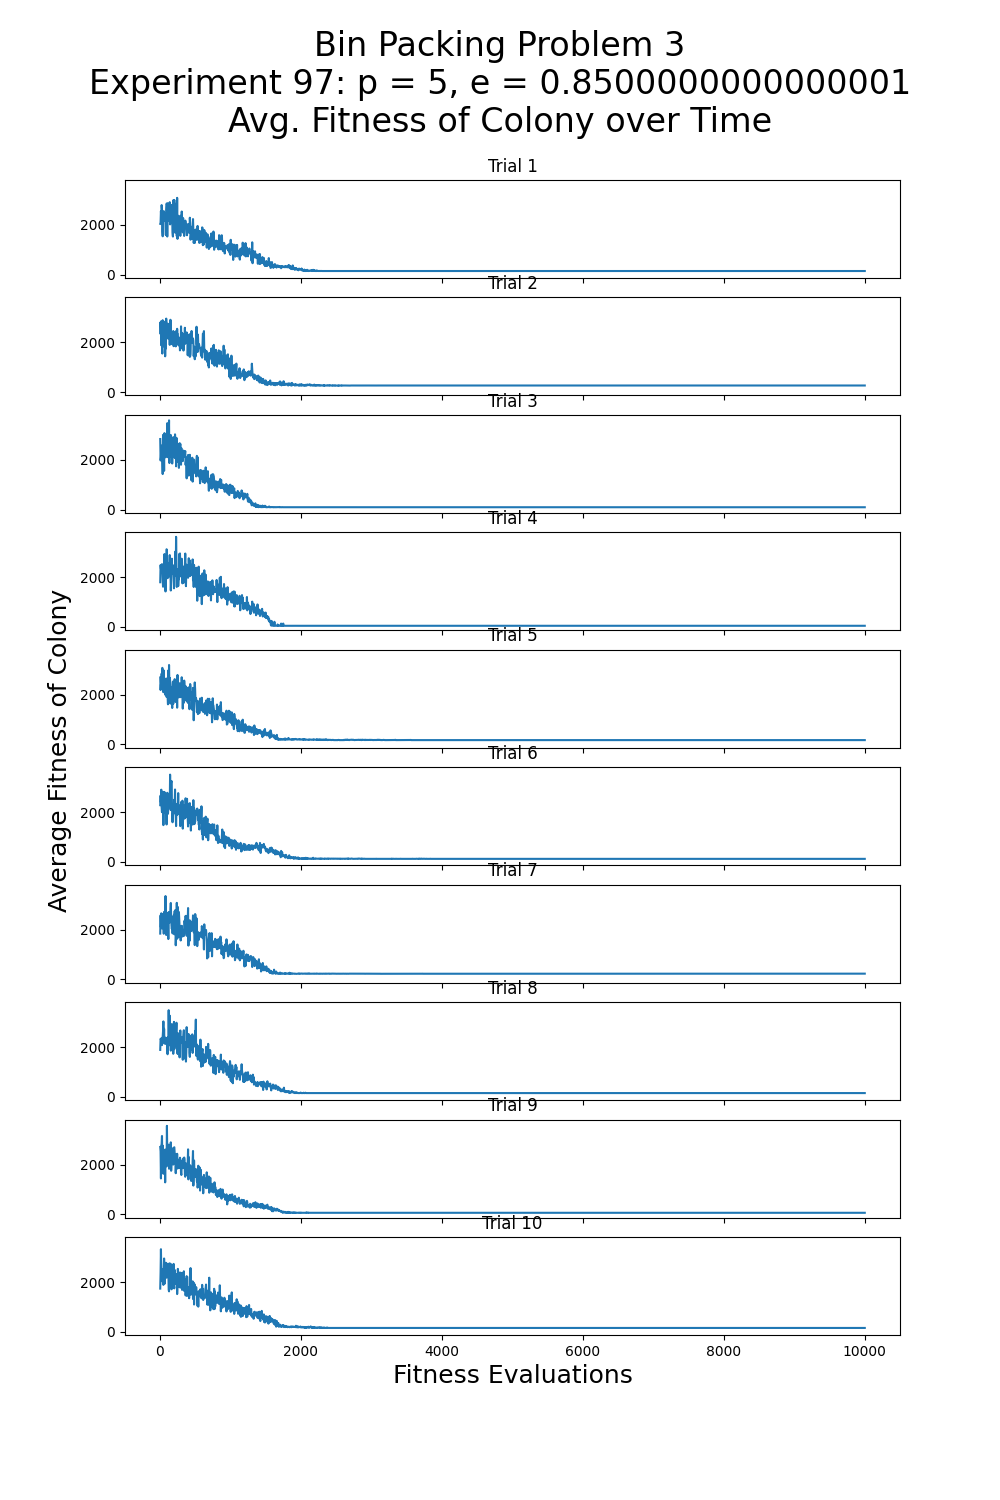 Bin Packing Problem 3
Experiment 97: p = 5, e = 0.8500000000000001
Avg. Fitness of Colony over Time
Trial 1
2000
0
Trial 2
2000
0
Trial 3
2000
0
Trial 4
2000
0
Trial 5
2000
0
Trial 6
2000
0
Trial 7
2000
0
Trial 8
2000
0
Trial 9
2000
0
Trial 10
2000
0
0 2000 4000 6000 8000 10000
Fitness Evaluations
Average Fitness of Colony